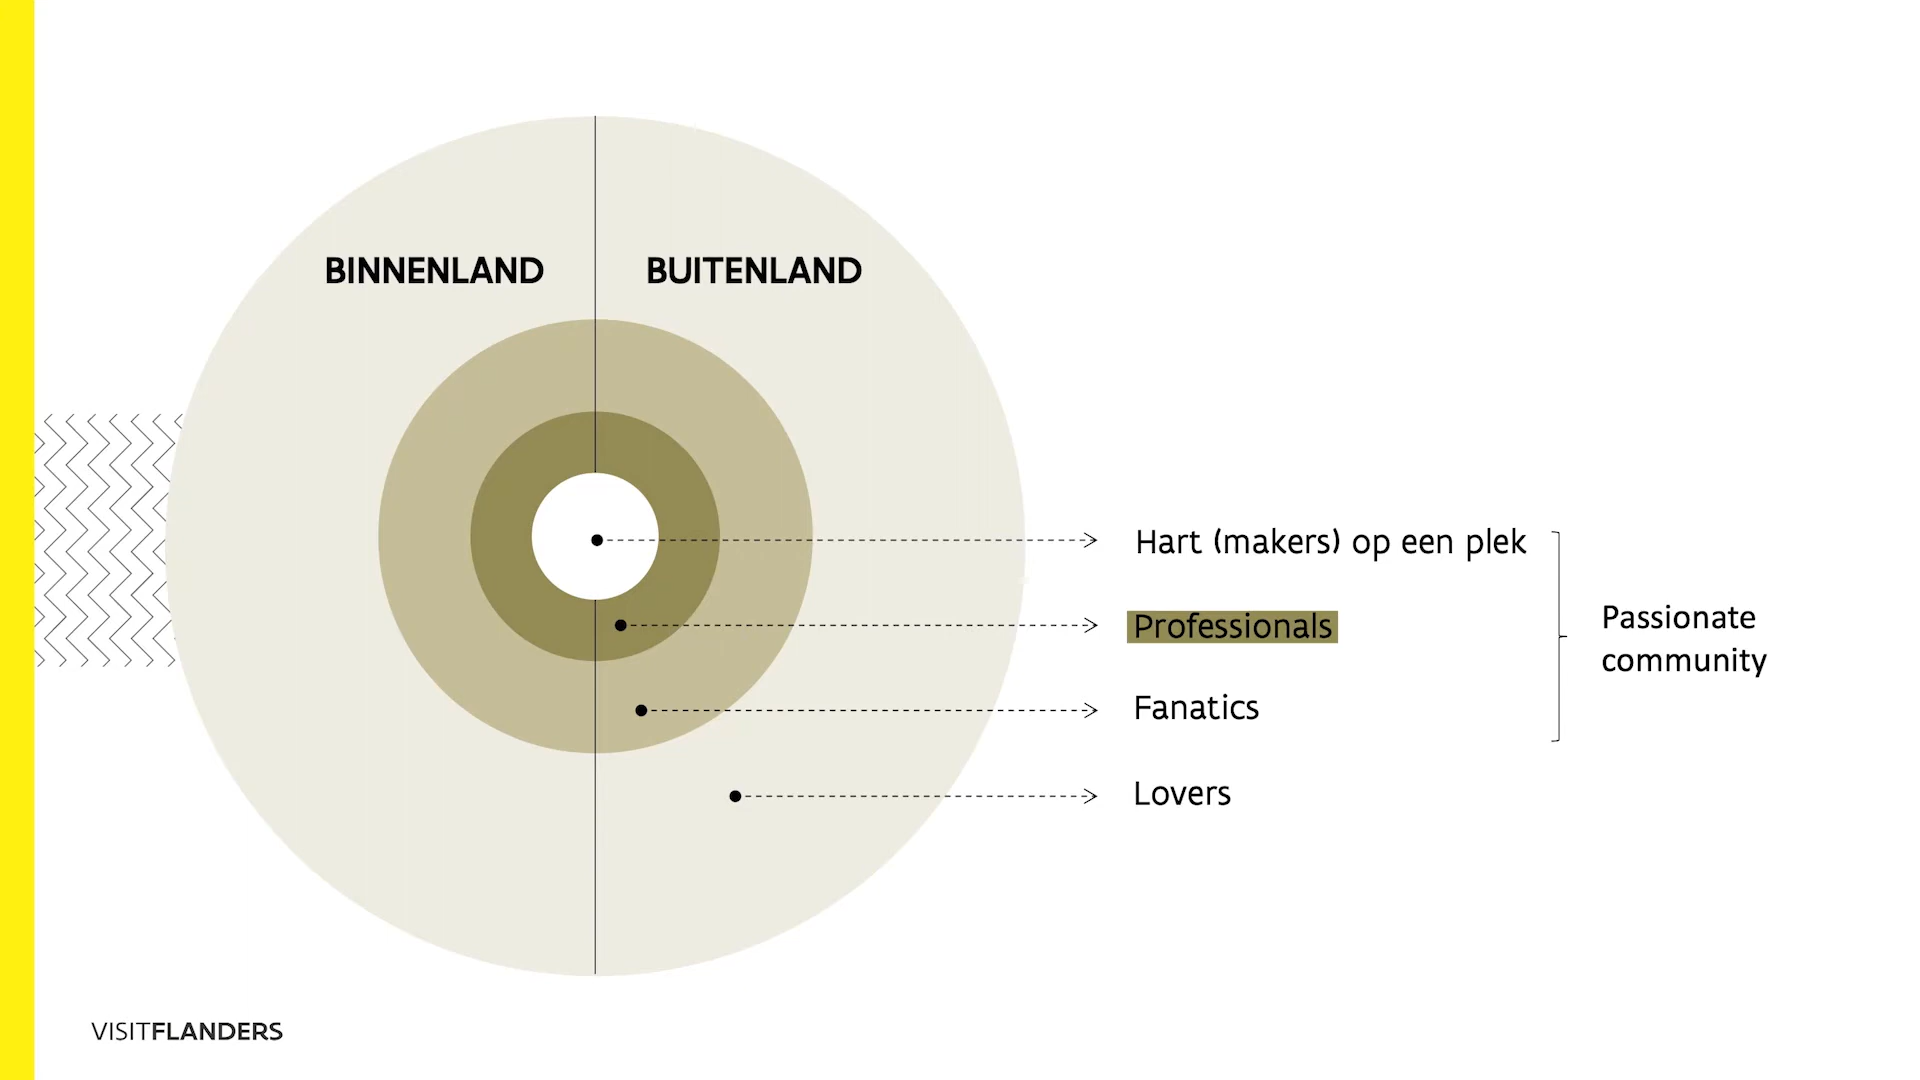 BINNENLAND
BUITENLAND
Hart (makers) op een plek
Professionals
Fanatics
Lovers
Passionate
community
VISITFLANDERS